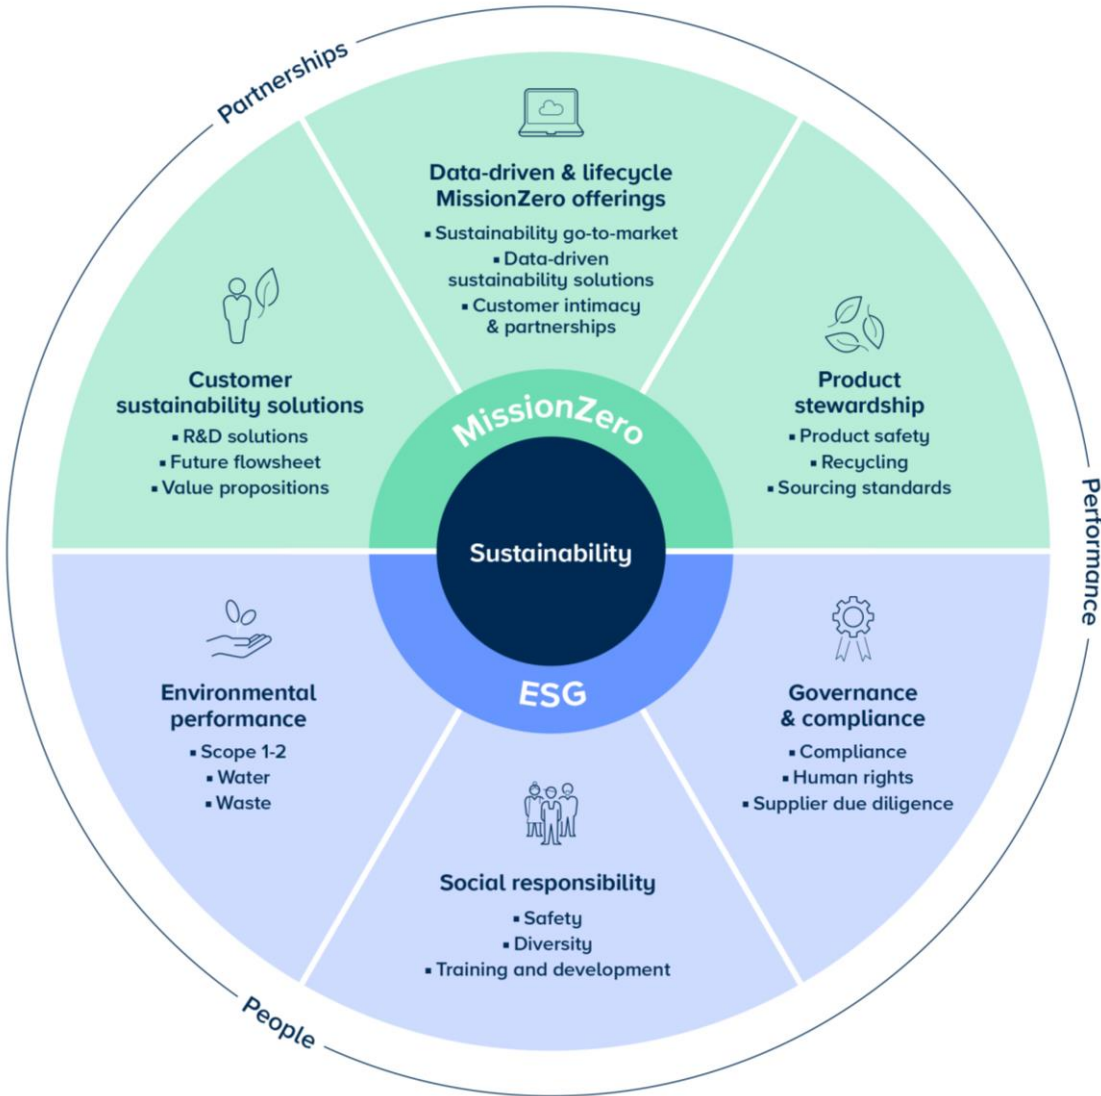 Partnerships
Data-driven & lifecycle
MissionZero offerings
▪ Sustainability go-to-market
▪ Data-driven
sustainability solutions
▪ Customer intimacy
& partnerships
Customer
sustainability solutions
▪ R&D solutions
▪ Future flowsheet
▪ Value propositions
Product
stewardship
▪ Product safety
▪ Recycling
▪ Sourcing standards
MissionZero
Sustainability
ESG
Performance
Environmental
performance
▪ Scope 1-2
▪ Water
▪ Waste
Governance
& compliance
▪ Compliance
▪ Human rights
▪ Supplier due diligence
Social responsibility
▪ Safety
▪ Diversity
▪ Training and development
People